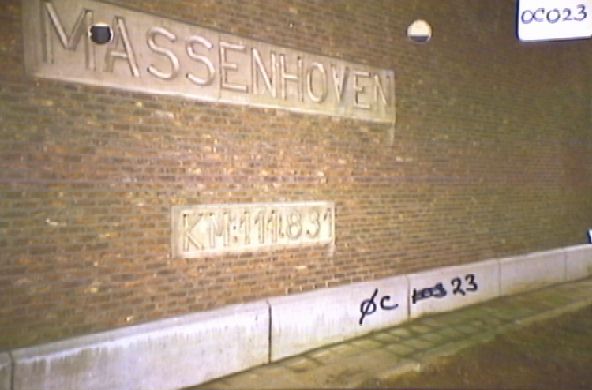 OC023
MASSENHOVEN
KM:111.831
ØC 23